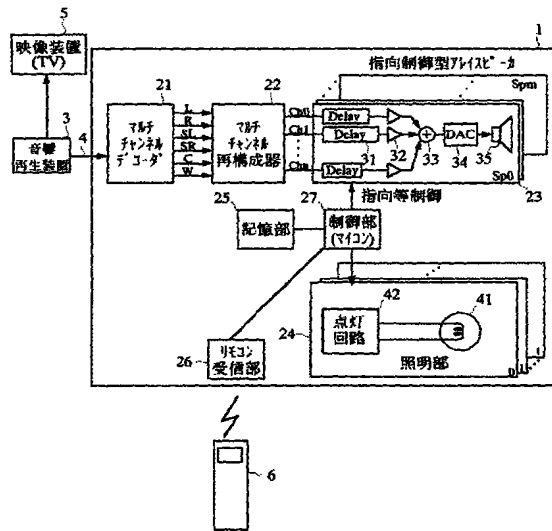 5
映像装置
(TV)
1
指向制御型アレイスピーカ
Spm
21
22
3
4
音響
再生装置
マルチ
チャンネル
デコーダ
L
R
SL
SR
C
W
マルチ
チャンネル
再構成器
Ch0
Ch1
Chn
Delay
Delay
Delay
31
32
33
DAC
34
35
Sp0
23
指向等制御
25
記憶部
27
制御部
(マイコン)
42
41
24
点灯
回路
照明部
0
1
リモコン
受信部
26
6